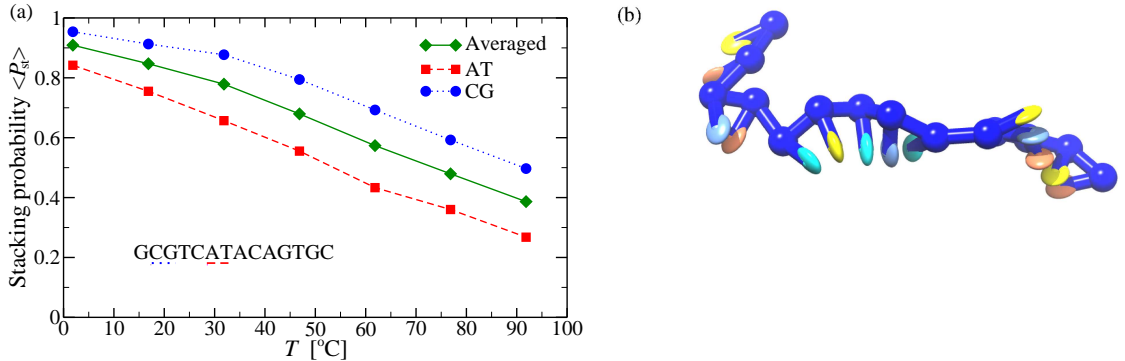 (a)
(b)
Stacking probability <P_st>
1
0.8
0.6
0.4
0.2
0
Averaged
AT
CG
GCGTCATACAGTGC
0 10 20 30 40 50 60 70 80 90 100
T [°C]